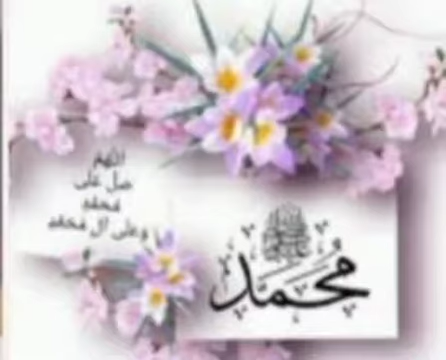 اللهم
صل على
محمد
وعلى آل محمد
محمد